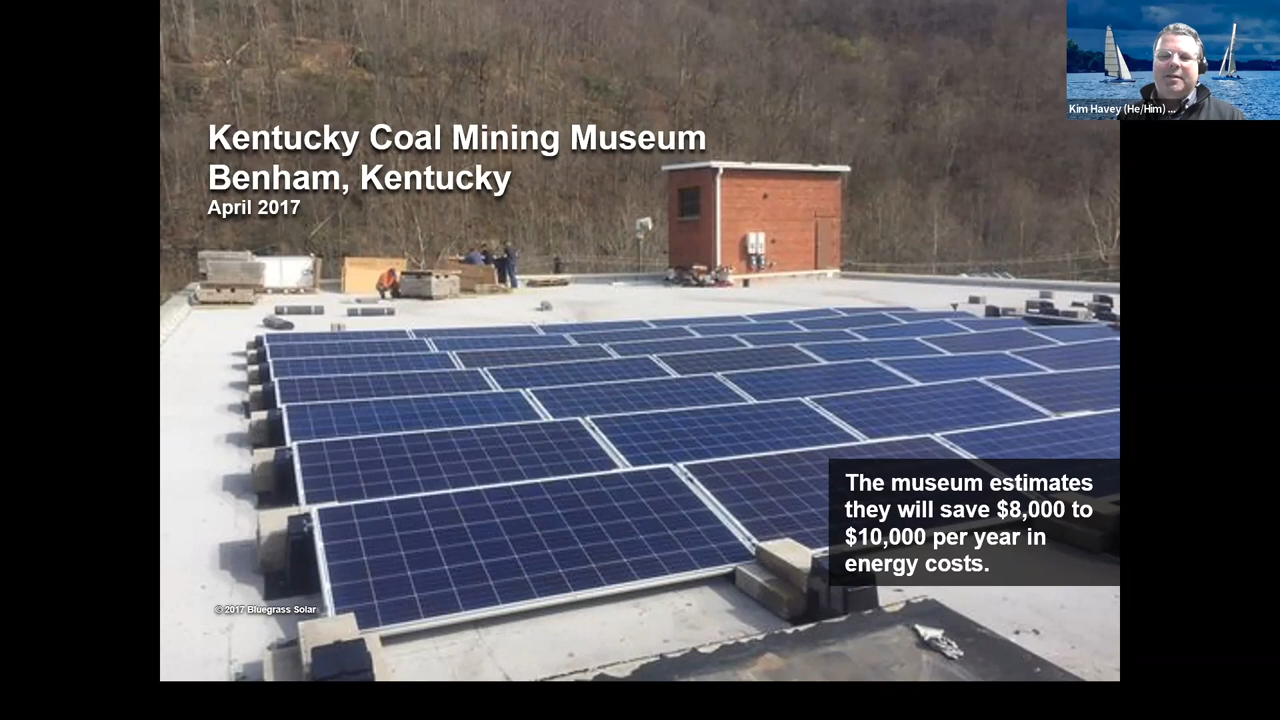 Kim Havey (He/Him) ...
Kentucky Coal Mining Museum
Benham, Kentucky
April 2017
The museum estimates
they will save $8,000 to
$10,000 per year in
energy costs.
© 2017 Bluegrass Solar